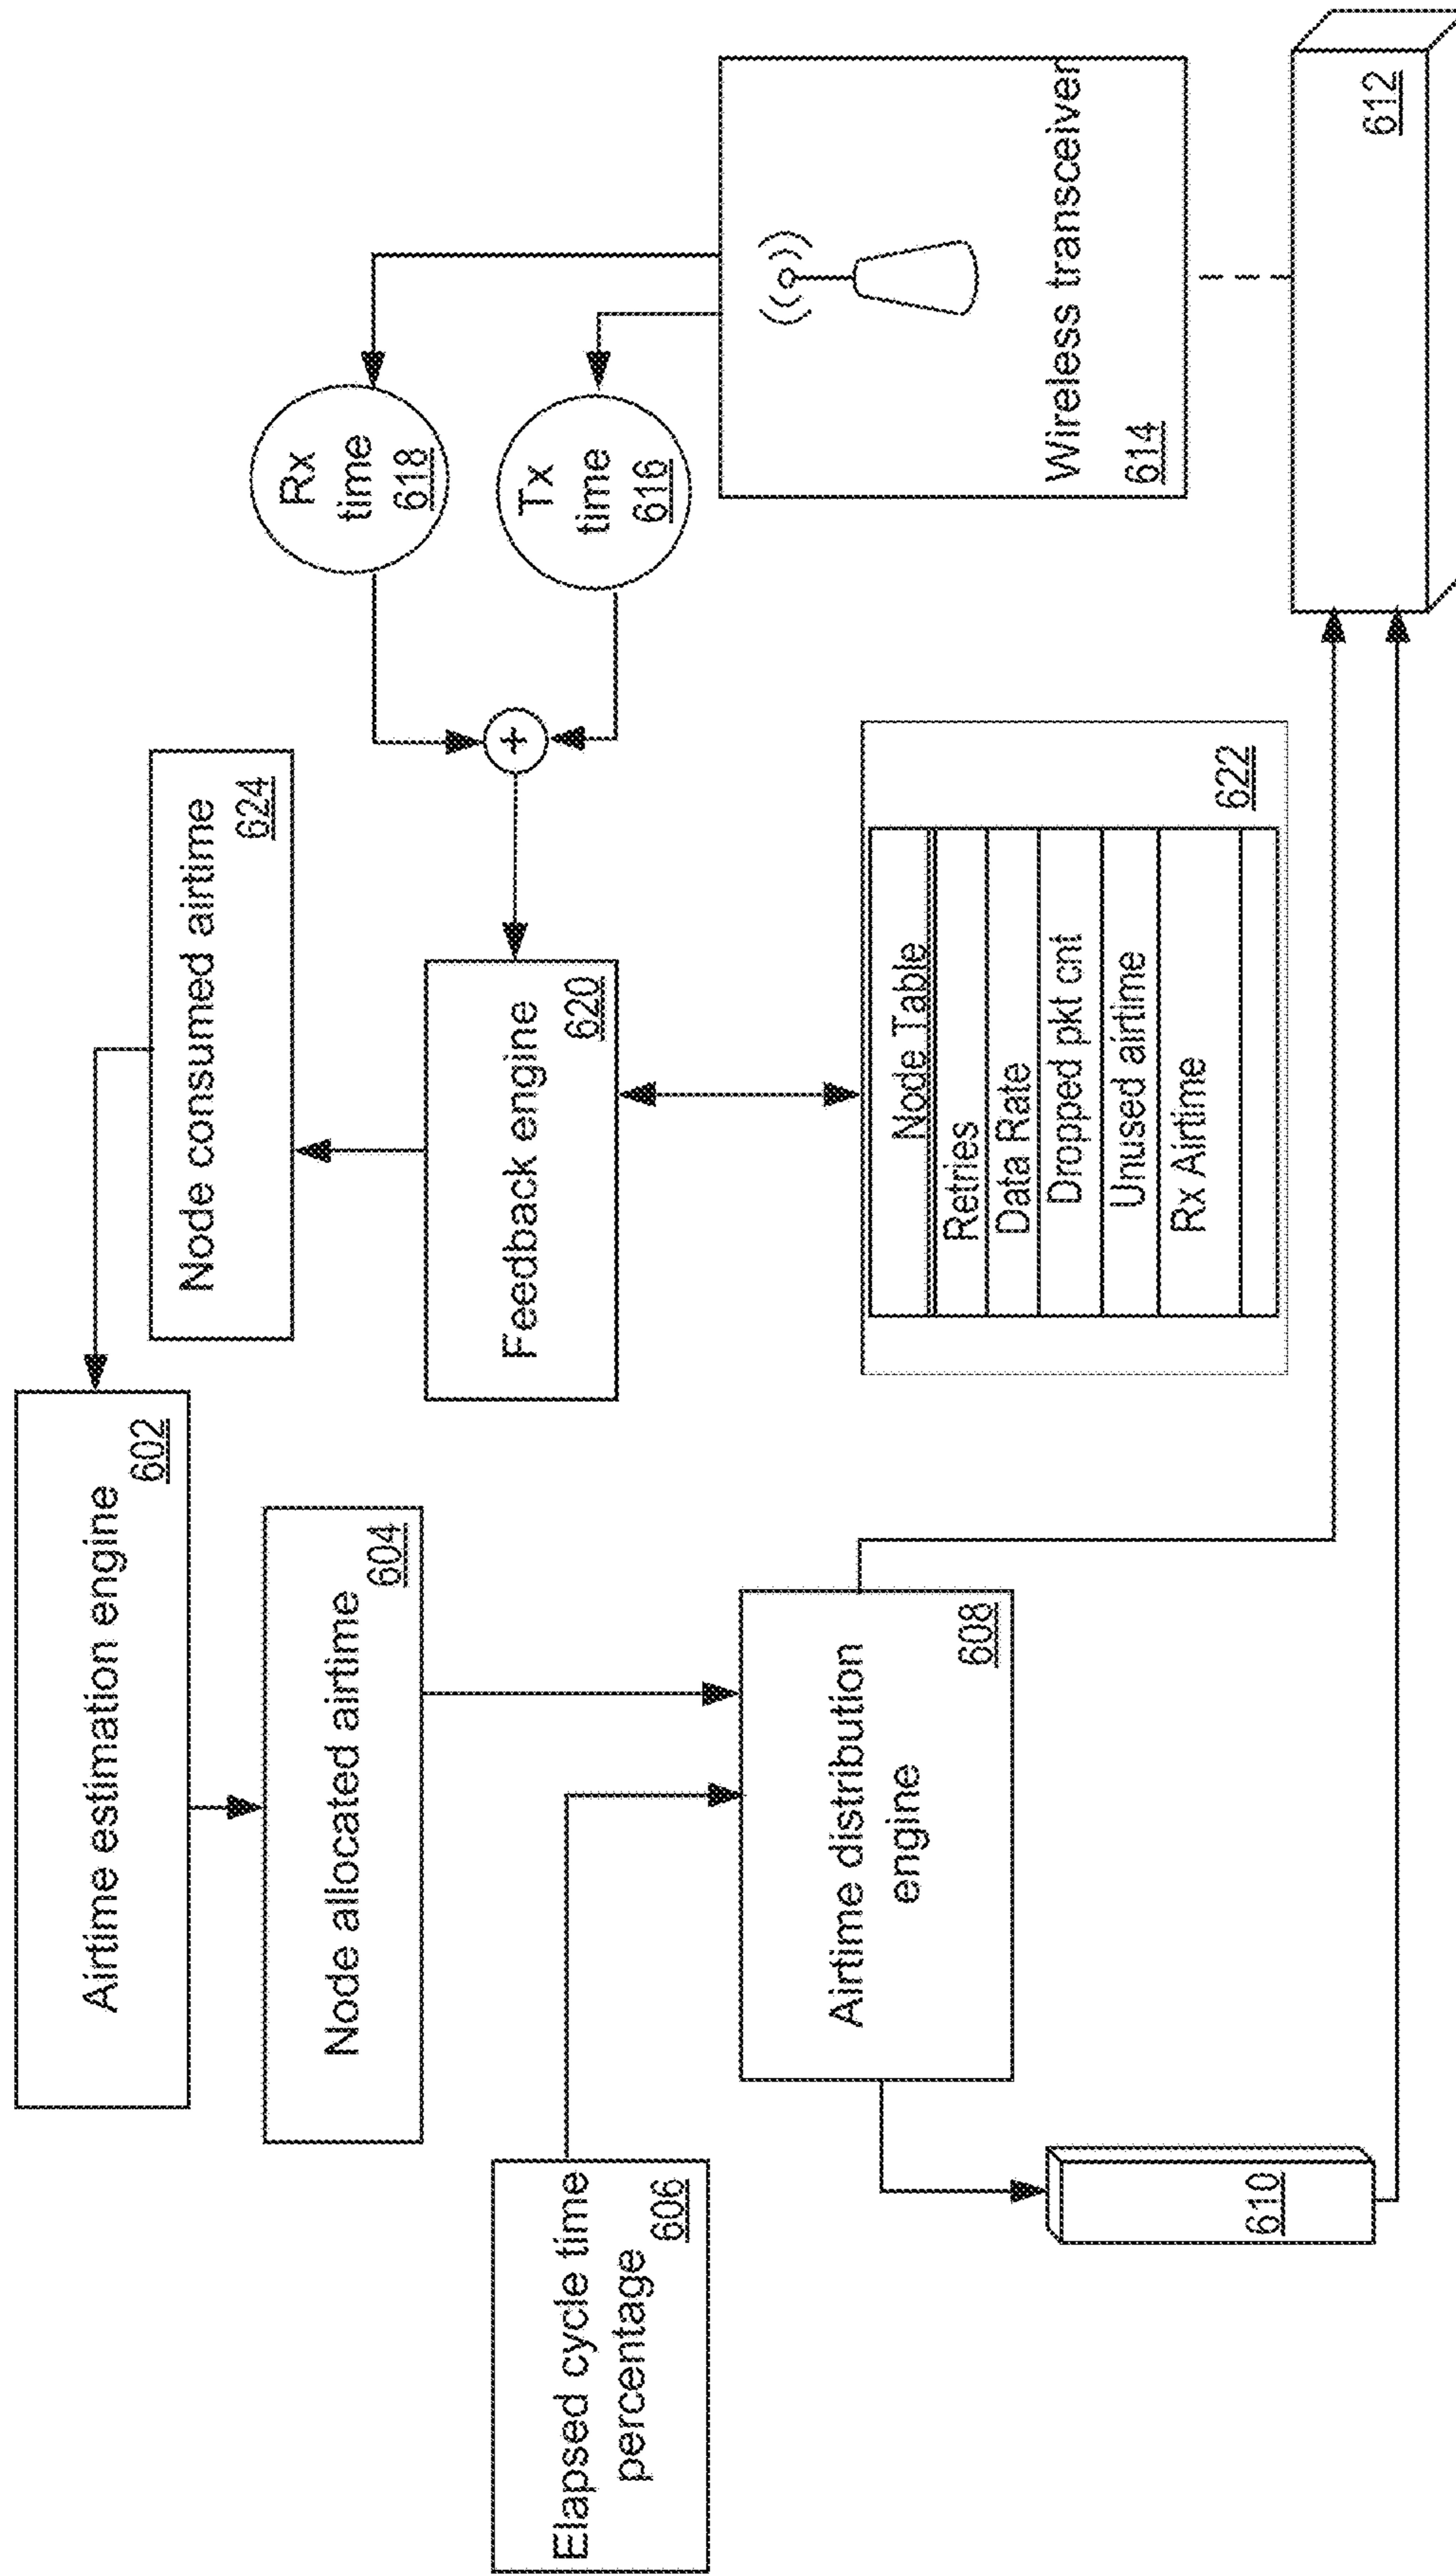 Airtime estimation engine
602
Node allocated airtime
604
Elapsed cycle time
percentage
606
Airtime distribution
engine
608
610
Node consumed airtime
624
Feedback engine
620
Node Table
Retries
Data Rate
Dropped pkt cnt
Unused airtime
Rx Airtime
622
+
Rx
time
618
Tx
time
616
Wireless transceiver
614
612